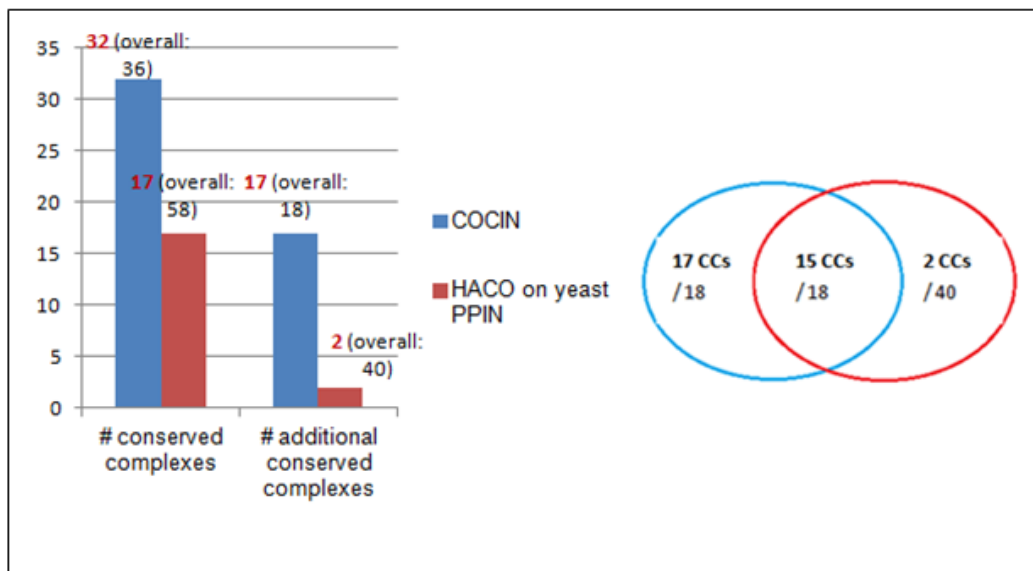 32 (overall:
36)
35
30
25
20
15
10
5
0
17 (overall:
58)
17 (overall:
18)
2 (overall:
40)
# conserved
complexes
# additional
conserved
complexes
COCIN
HACO on yeast
PPIN
17 CCs
/ 18
15 CCs
/ 18
2 CCs
/ 40